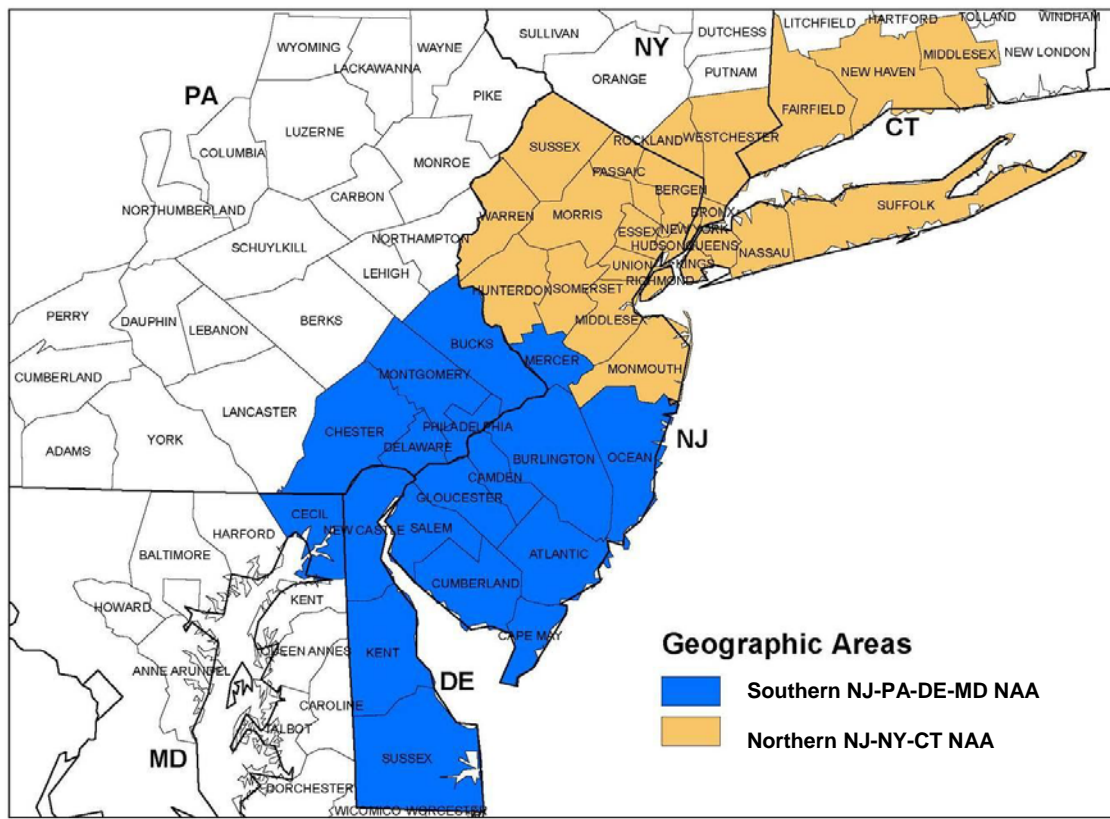 LITCHFIELD
HARTFORD
TOLLAND
WINDHAM
SULLIVAN
DUTCHESS
WYOMING
WAYNE
NY
MIDDLESEX
NEW LONDON
LACKAWANNA
NEW HAVEN
ORANGE
PUTNAM
PA
PIKE
FAIRFIELD
CT
LUZERNE
ROCKLAND
WESTCHESTER
SUSSEX
COLUMBIA
MONROE
PASSAIC
BERGEN
CARBON
SUFFOLK
NORTHUMBERLAND
WARREN
MORRIS
BRONX
ESSEX
NEW YORK
NORTHAMPTON
SCHUYLKILL
HUDSON
QUEENS
NASSAU
LEHIGH
UNION
KINGS
RICHMOND
HUNTERDON
SOMERSET
PERRY
DAUPHIN
BERKS
MIDDLESEX
LEBANON
BUCKS
MERCER
MONMOUTH
CUMBERLAND
MONTGOMERY
LANCASTER
PHILADELPHIA
CHESTER
NJ
YORK
DELAWARE
ADAMS
BURLINGTON
OCEAN
CAMDEN
GLOUCESTER
CECIL
NEW CASTLE
SALEM
HARFORD
BALTIMORE
ATLANTIC
CUMBERLAND
KENT
HOWARD
CAPE MAY
QUEEN ANNES
KENT
ANNE ARUNDEL
DE
CAROLINE
TALBOT
MD
SUSSEX
DORCHESTER
WICOMICO
WORCESTER
Geographic Areas
Southern NJ-PA-DE-MD NAA
Northern NJ-NY-CT NAA